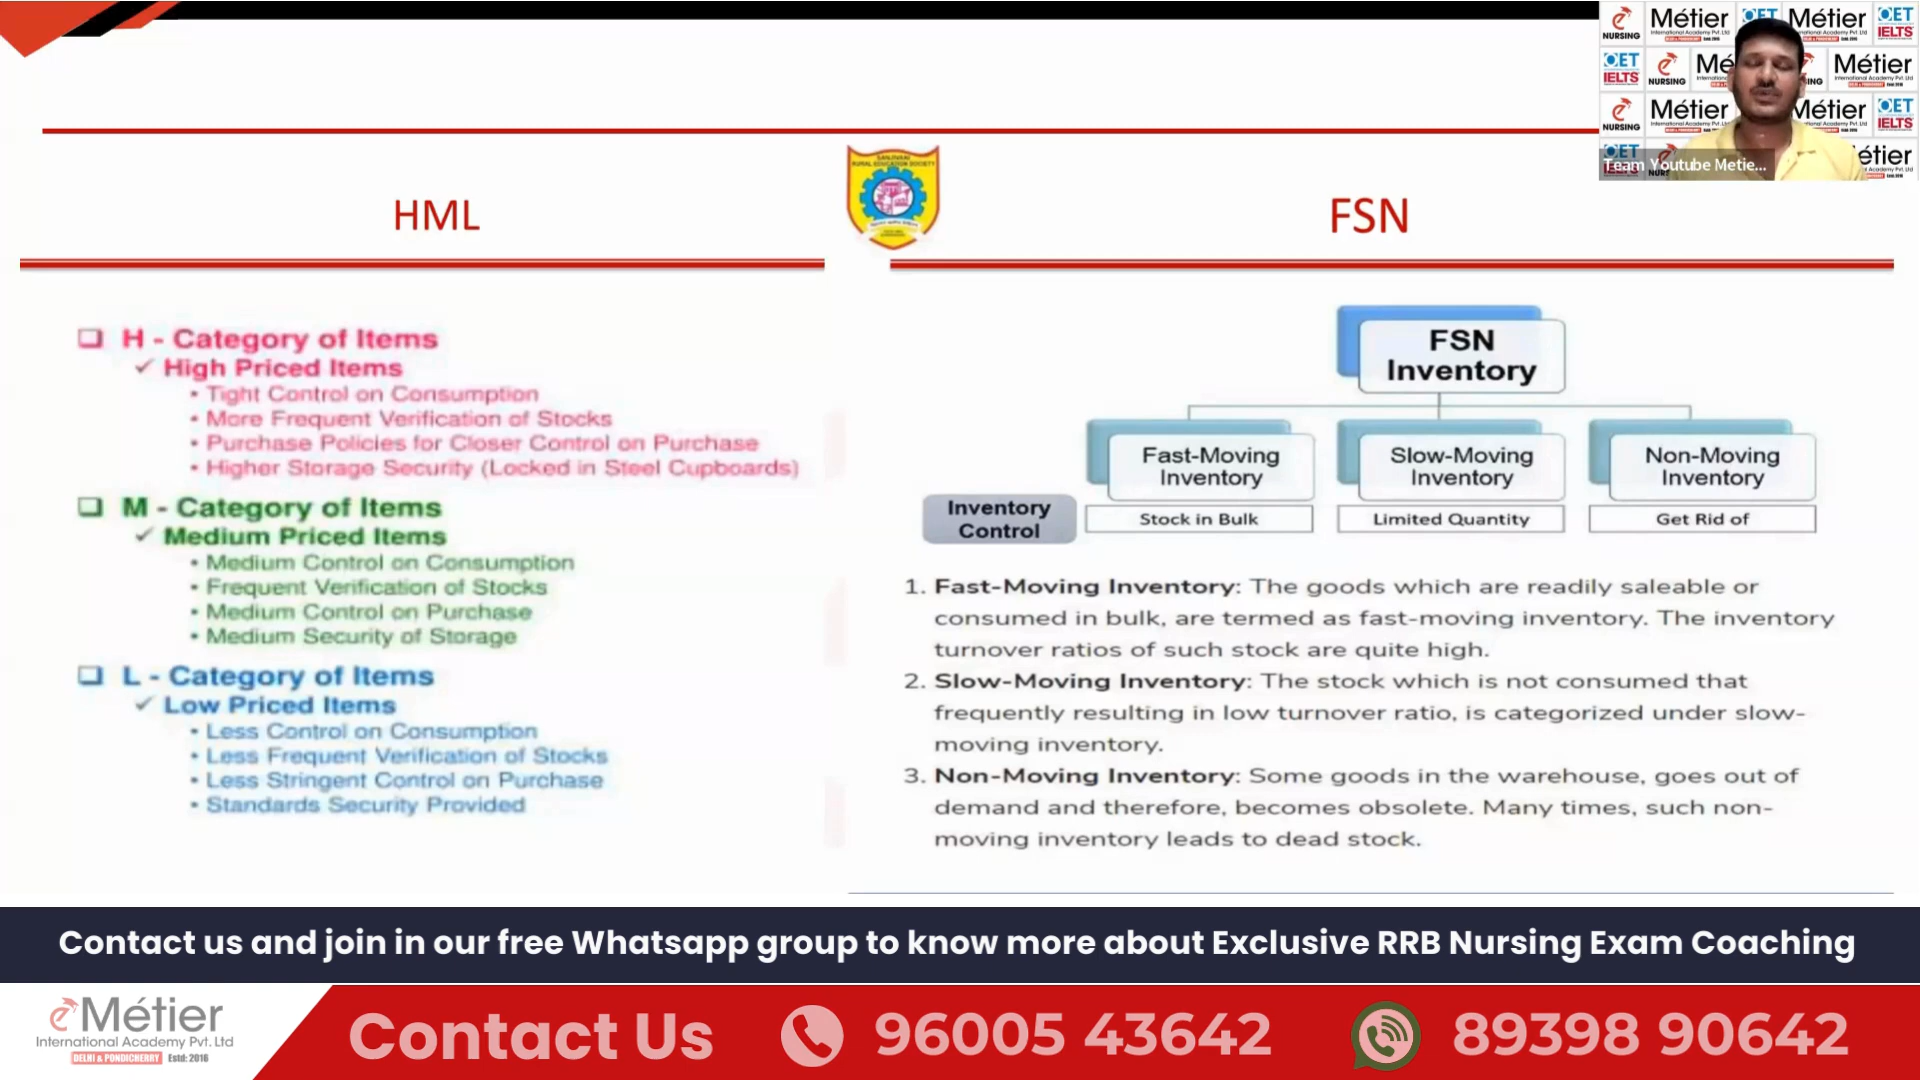 HML
H - Category of Items
✓ High Priced Items
• Tight Control on Consumption
• More Frequent Verification of Stocks
• Purchase Policies for Closer Control on Purchase
• Higher Storage Security (Locked in Steel Cupboards)
M - Category of Items
✓ Medium Priced Items
• Medium Control on Consumption
• Frequent Verification of Stocks
• Medium Control on Purchase
• Medium Security of Storage
L - Category of Items
✓ Low Priced Items
• Less Control on Consumption
• Less Frequent Verification of Stocks
• Less Stringent Control on Purchase
• Standards Security Provided
FSN
FSN
Inventory
Fast-Moving
Inventory
Slow-Moving
Inventory
Non-Moving
Inventory
Inventory
Control
Stock in Bulk
Limited Quantity
Get Rid of
1. Fast-Moving Inventory: The goods which are readily saleable or
consumed in bulk, are termed as fast-moving inventory. The inventory
turnover ratios of such stock are quite high.
2. Slow-Moving Inventory: The stock which is not consumed that
frequently resulting in low turnover ratio, is categorized under slow-
moving inventory.
3. Non-Moving Inventory: Some goods in the warehouse, goes out of
demand and therefore, becomes obsolete. Many times, such non-
moving inventory leads to dead stock.
Team Youtube Metie...
NURSING
Métier
International Academy Pvt. Ltd
OET
IELTS
Contact us and join in our free Whatsapp group to know more about Exclusive RRB Nursing Exam Coaching
e Métier
International Academy Pvt. Ltd
DELHI & PONDICHERRY Estd: 2016
Contact Us
96005 43642
89398 90642